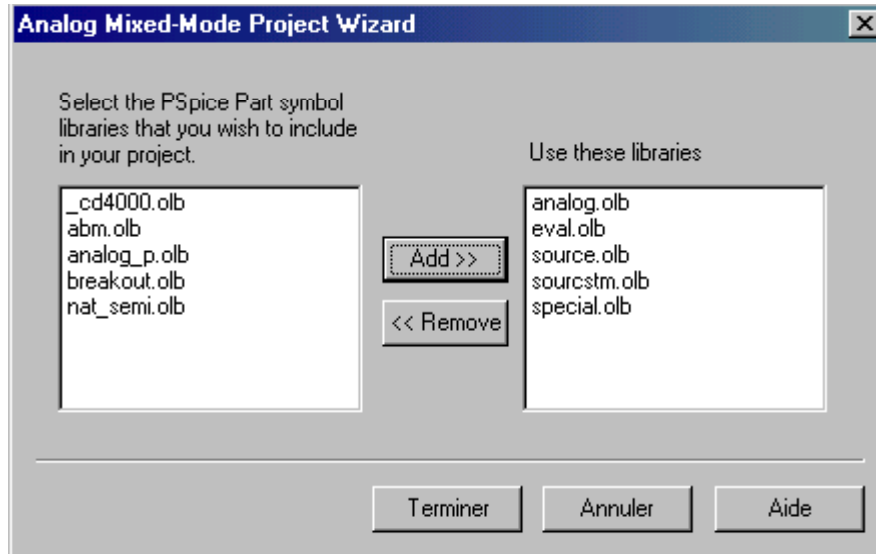 Analog Mixed-Mode Project Wizard
Select the PSpice Part symbol
libraries that you wish to include
in your project.
Use these libraries
_cd4000.olb
abm.olb
analog_p.olb
breakout.olb
nat_semi.olb
Add >>
<< Remove
analog.olb
eval.olb
source.olb
sourcstm.olb
special.olb
Terminer
Annuler
Aide